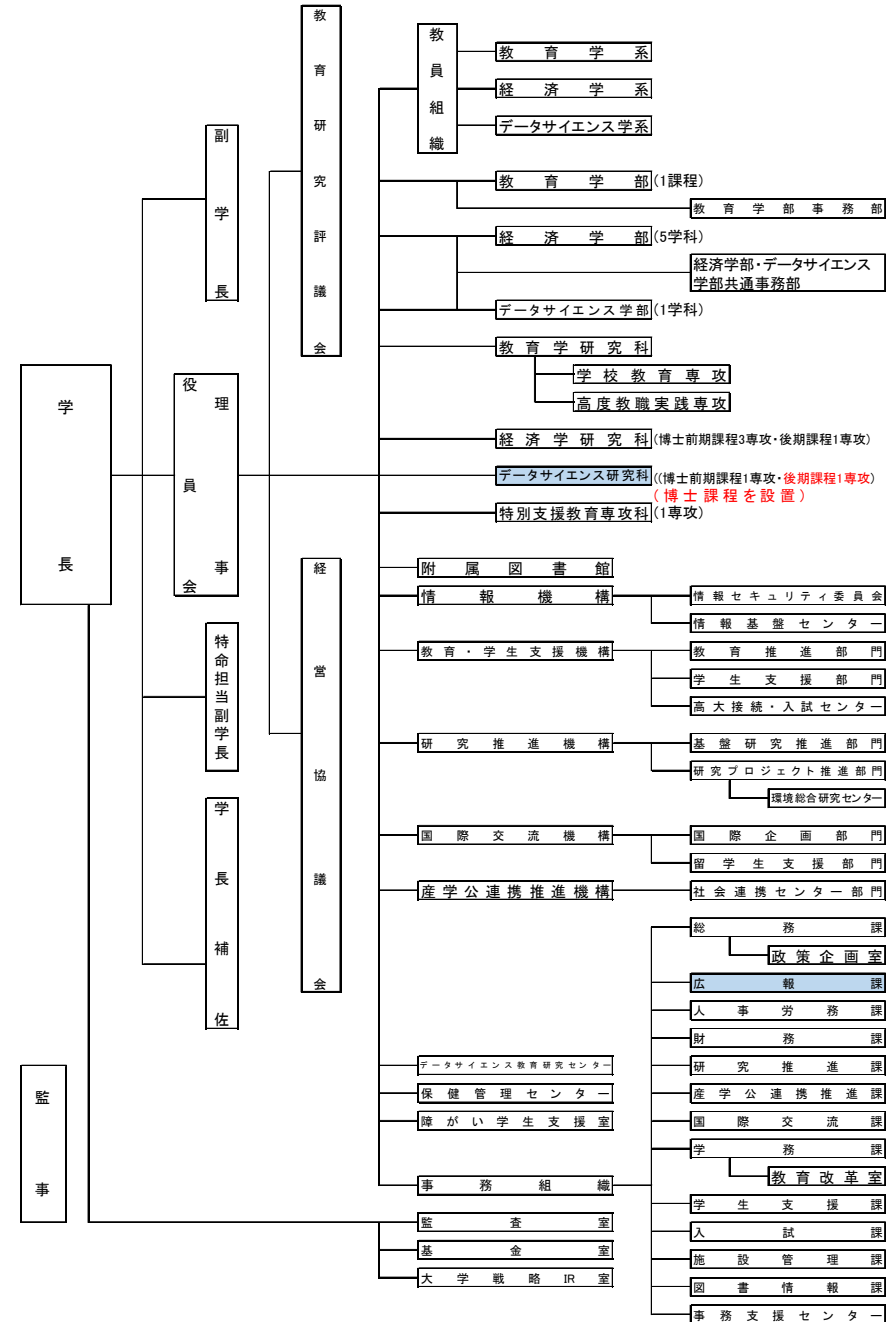 学長
監事
副学長
役員会
理事
特命担当副学長
学長補佐
教育研究評議会
経営協議会
教員組織
教育学系
経済学系
データサイエンス学系
教育学部(1課程)
教育学部事務部
経済学部(5学科)
経済学部・データサイエンス
学部共通事務部
データサイエンス学部(1学科)
教育学研究科
学校教育専攻
高度教職実践専攻
経済学研究科(博士前期課程3専攻・後期課程1専攻)
データサイエンス研究科((博士前期課程1専攻・後期課程1専攻)
(博士課程を設置)
特別支援教育専攻科(1専攻)
附属図書館
情報機構
情報セキュリティ委員会
情報基盤センター
教育・学生支援機構
教育推進部門
学生支援部門
高大接続・入試センター
研究推進機構
基盤研究推進部門
研究プロジェクト推進部門
環境総合研究センター
国際交流機構
国際企画部門
留学生支援部門
産学公連携推進機構
社会連携センター部門
データサイエンス教育研究センター
保健管理センター
障がい学生支援室
事務組織
総務課
政策企画室
広報課
人事労務課
財務課
研究推進課
産学公連携推進課
国際交流課
学務課
教育改革室
学生支援課
入試課
施設管理課
図書情報課
事務支援センター
監査室
基金室
大学戦略IR室